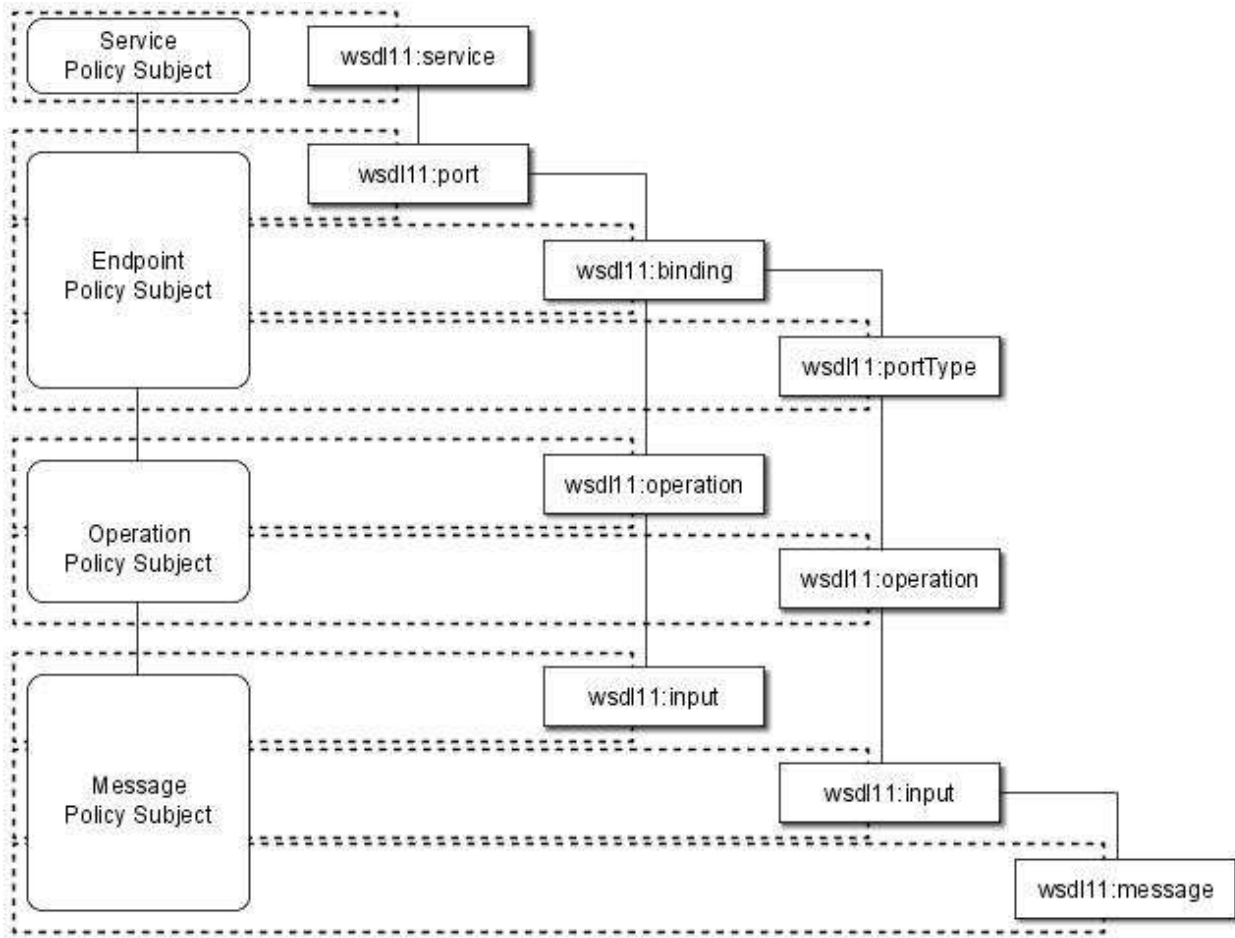 Service
Policy Subject
wsdl11:service
wsdl11:port
Endpoint
Policy Subject
wsdl11:binding
wsdl11:portType
wsdl11:operation
Operation
Policy Subject
wsdl11:operation
wsdl11:input
Message
Policy Subject
wsdl11:input
wsdl11:message